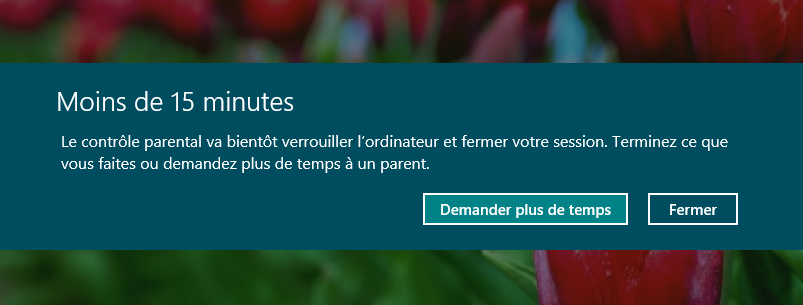 Moins de 15 minutes
Le contrôle parental va bientôt verrouiller l'ordinateur et fermer votre session. Terminez ce que
vous faites ou demandez plus de temps à un parent.
Demander plus de temps
Fermer